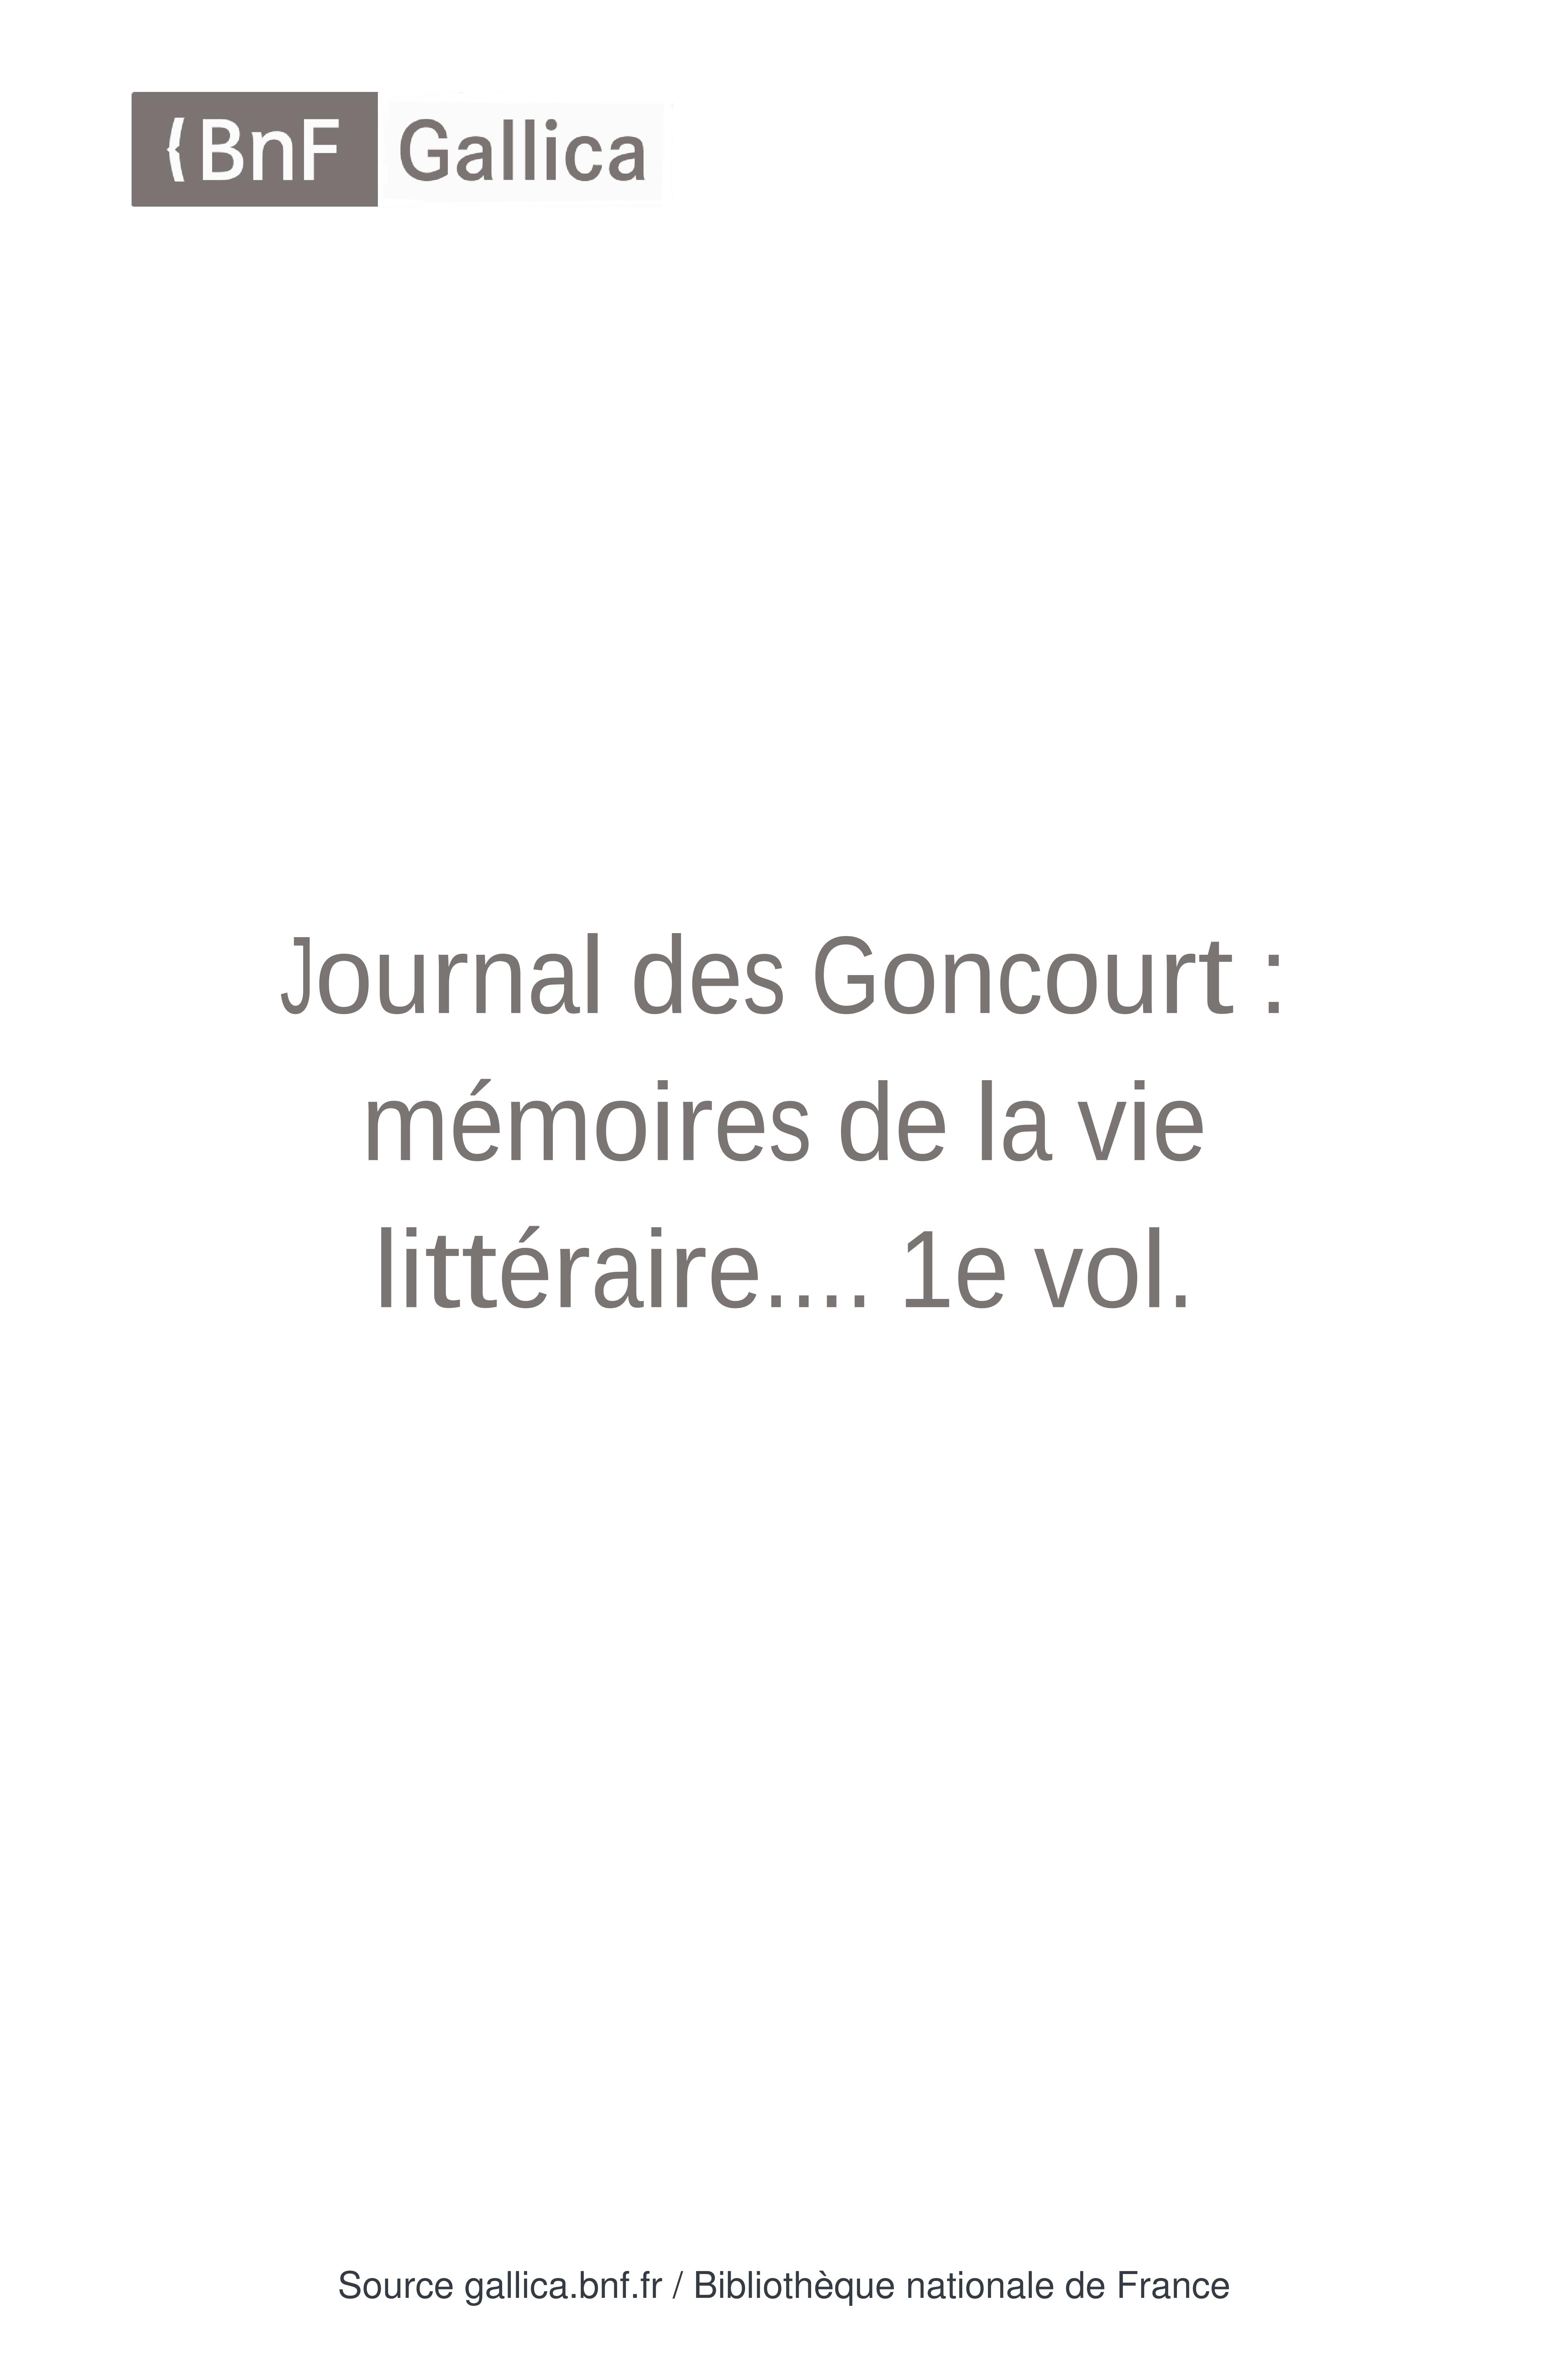 {BnF Gallica
Journal des Goncourt :
mémoires de la vie
littéraire.... 1e vol.
Source gallica.bnf.fr / Bibliothèque nationale de France